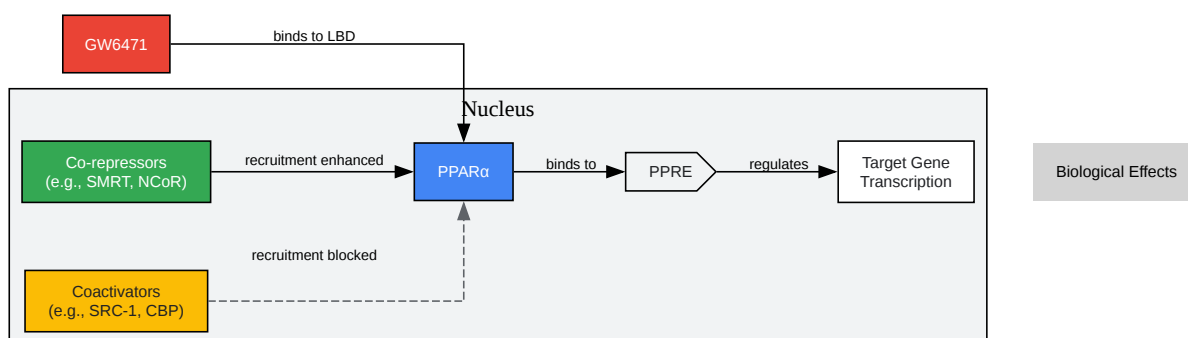 GW6471
binds to LBD
Nucleus
Co-repressors
(e.g., SMRT, NCoR)
recruitment enhanced
PPARα
binds to
PPRE
regulates
Target Gene
Transcription
Biological Effects
recruitment blocked
Coactivators
(e.g., SRC-1, CBP)